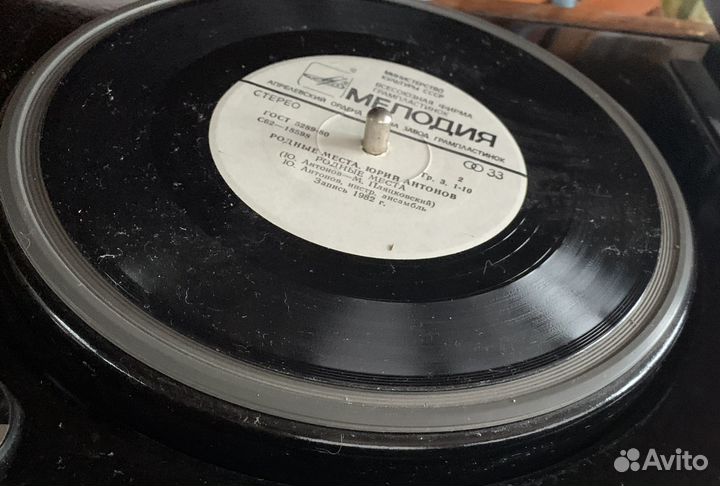 МИНИСТЕРСТВО
КУЛЬТУРЫ СССР
ВСЕСОЮЗНАЯ ФИРМА
ГРАМПЛАСТИНОК
МЕЛОДИЯ
АПРЕЛЕВСКИЙ ОРДЕНА ЗАВОД ГРАМПЛАСТИНОК
СТЕРЕО
33
ГОСТ 5289-80
С62—18598
2
Гр. 3. 1-10
РОДНЫЕ МЕСТА. ЮРИЙ АНТОНОВ
РОДНЫЕ МЕСТА
(Ю. Антонов—М. Пляцковский)
Ю. Антонов, инстр. ансамбль
Запись 1982 г.
Avito